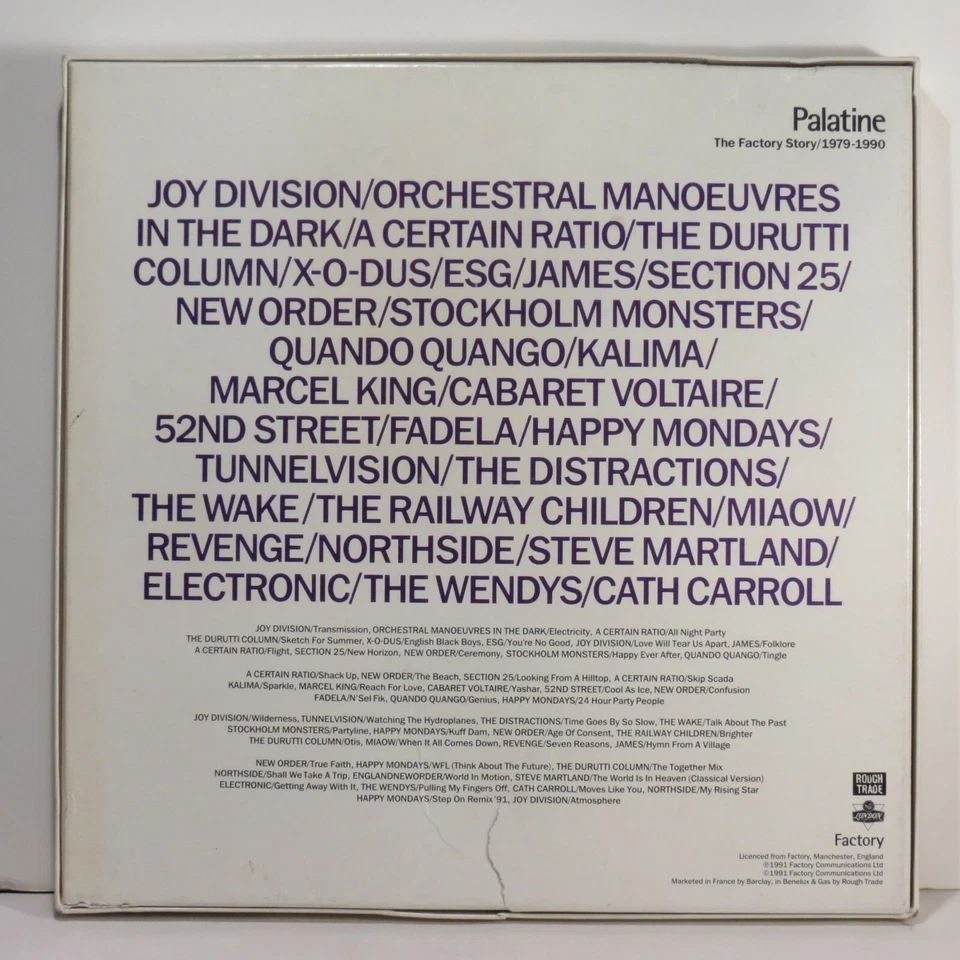 Palatine
The Factory Story/1979-1990
JOY DIVISION/ORCHESTRAL MANOEUVRES
IN THE DARK/A CERTAIN RATIO/THE DURUTTI
COLUMN/X-O-DUS/ESG/JAMES/SECTION 25/
NEW ORDER/STOCKHOLM MONSTERS/
QUANDO QUANGO/KALIMA/
MARCEL KING/CABARET VOLTAIRE/
52ND STREET/FADELA/HAPPY MONDAYS/
TUNNELVISION/THE DISTRACTIONS/
THE WAKE/THE RAILWAY CHILDREN/MIAOW/
REVENGE/NORTHSIDE/STEVE MARTLAND/
ELECTRONIC/THE WENDYS/CATH CARROLL
JOY DIVISION/Transmission, ORCHESTRAL MANOEUVRES IN THE DARK/Electricity, A CERTAIN RATIO/All Night Party
THE DURUTTI COLUMN/Sketch For Summer, X-O-DUS/English Black Boys, ESG/You're No Good, JOY DIVISION/Love Will Tear Us Apart, JAMES/Folklore
A CERTAIN RATIO/Flight, SECTION 25/New Horizon, NEW ORDER/Ceremony, STOCKHOLM MONSTERS/Happy Ever After, QUANDO QUANGO/Tingle
A CERTAIN RATIO/Shack Up, NEW ORDER/The Beach, SECTION 25/Looking From A Hilltop, A CERTAIN RATIO/Skip Scada
KALIMA/Sparkle, MARCEL KING/Reach For Love, CABARET VOLTAIRE/Yashar, 52ND STREET/Cool As Ice, NEW ORDER/Confusion
FADELA/N'Sel Fik, QUANDO QUANGO/Genius, HAPPY MONDAYS/24 Hour Party People
JOY DIVISION/Wilderness, TUNNELVISION/Watching The Hydroplanes, THE DISTRACTIONS/Time Goes By So Slow, THE WAKE/Talk About The Past
STOCKHOLM MONSTERS/Partyline, HAPPY MONDAYS/Kuff Dam, NEW ORDER/Age Of Consent, THE RAILWAY CHILDREN/Brighter
THE DURUTTI COLUMN/Otis, MIAOW/When It All Comes Down, REVENGE/Seven Reasons, JAMES/Hymn From A Village
NEW ORDER/True Faith, HAPPY MONDAYS/WFL (Think About The Future), THE DURUTTI COLUMN/The Together Mix
NORTHSIDE/Shall We Take A Trip, ENGLANDNEWORDER/World In Motion, STEVE MARTLAND/The World Is In Heaven (Classical Version)
ELECTRONIC/Getting Away With It, THE WENDYS/Pulling My Fingers Off, CATH CARROLL/Moves Like You, NORTHSIDE/My Rising Star
HAPPY MONDAYS/Step On Remix '91, JOY DIVISION/Atmosphere
ROUGH
TRADE
LONDON
Factory
Licenced from Factory, Manchester, England
℗1991 Factory Communications Ltd
©1991 Factory Communications Ltd
Marketed in France by Barclay, in Benelux & Gas by Rough Trade